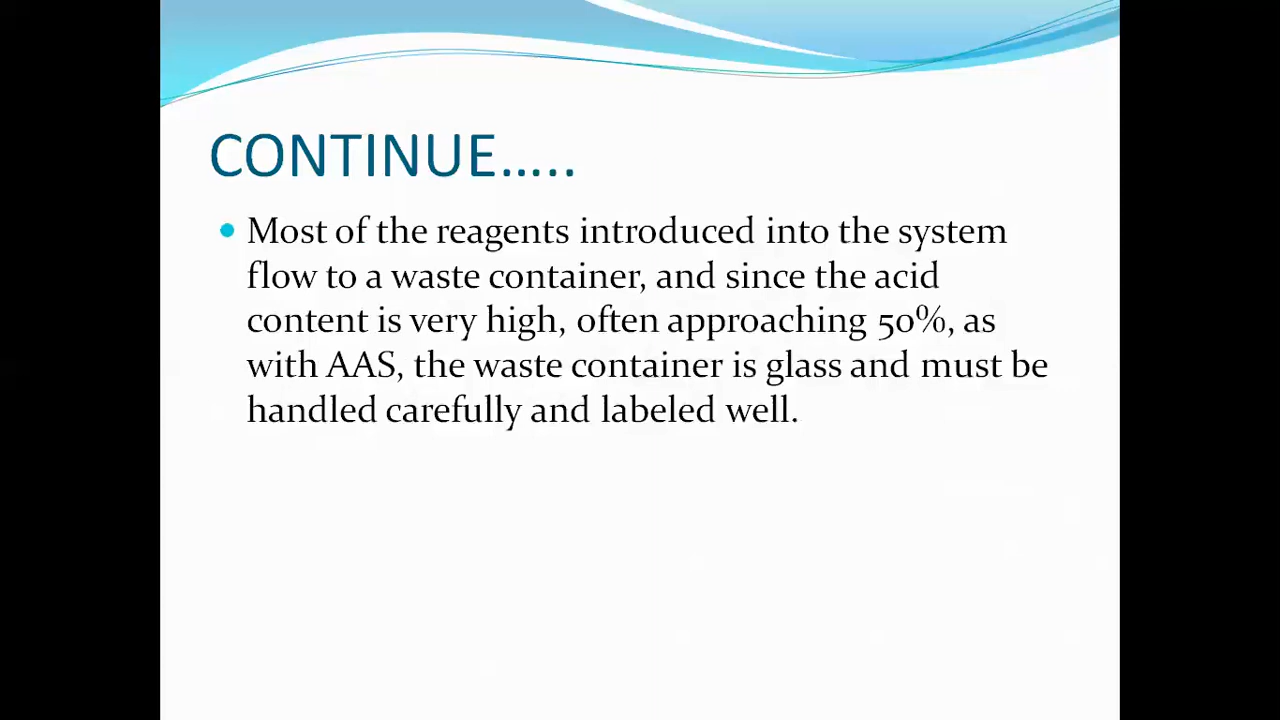 CONTINUE…..
Most of the reagents introduced into the system
flow to a waste container, and since the acid
content is very high, often approaching 50%, as
with AAS, the waste container is glass and must be
handled carefully and labeled well.